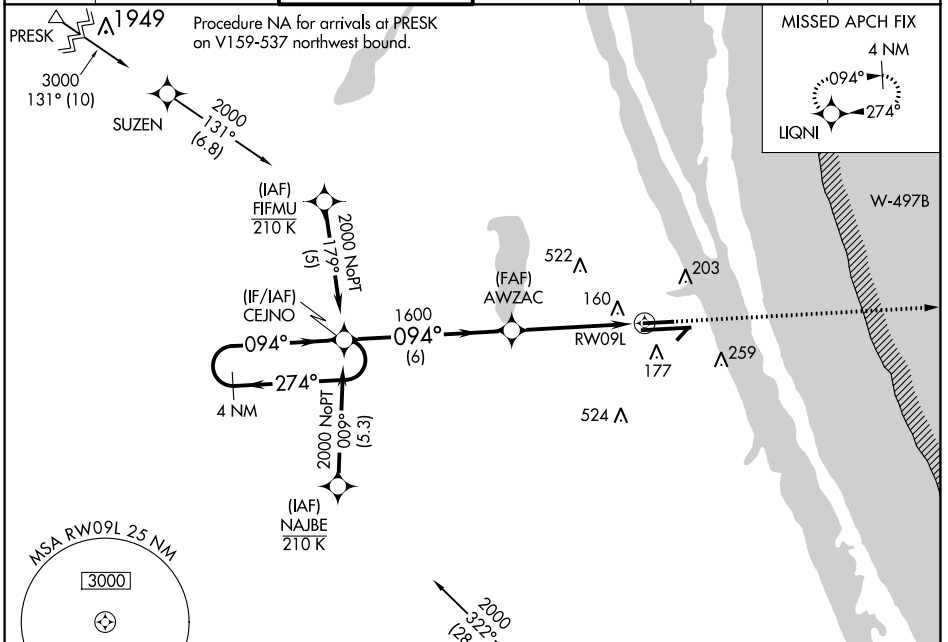 PRESK
1949
Procedure NA for arrivals at PRESK
on V159-537 northwest bound.
MISSED APCH FIX
4 NM
094°
274°
LIQNI
3000
131° (10)
SUZEN
2000
131°
(6.8)
W-497B
(IAF)
FIFMU
210 K
2000 NoPT
179°
(5)
522
203
(FAF)
AWZAC
160
(IF/IAF)
CEJNO
1600
094°
(6)
094°
RW09L
177
259
274°
4 NM
524
2000 NoPT
009°
(5.3)
(IAF)
NAJBE
210 K
MSA RW09L 25 NM
3000
2000
322°
(28